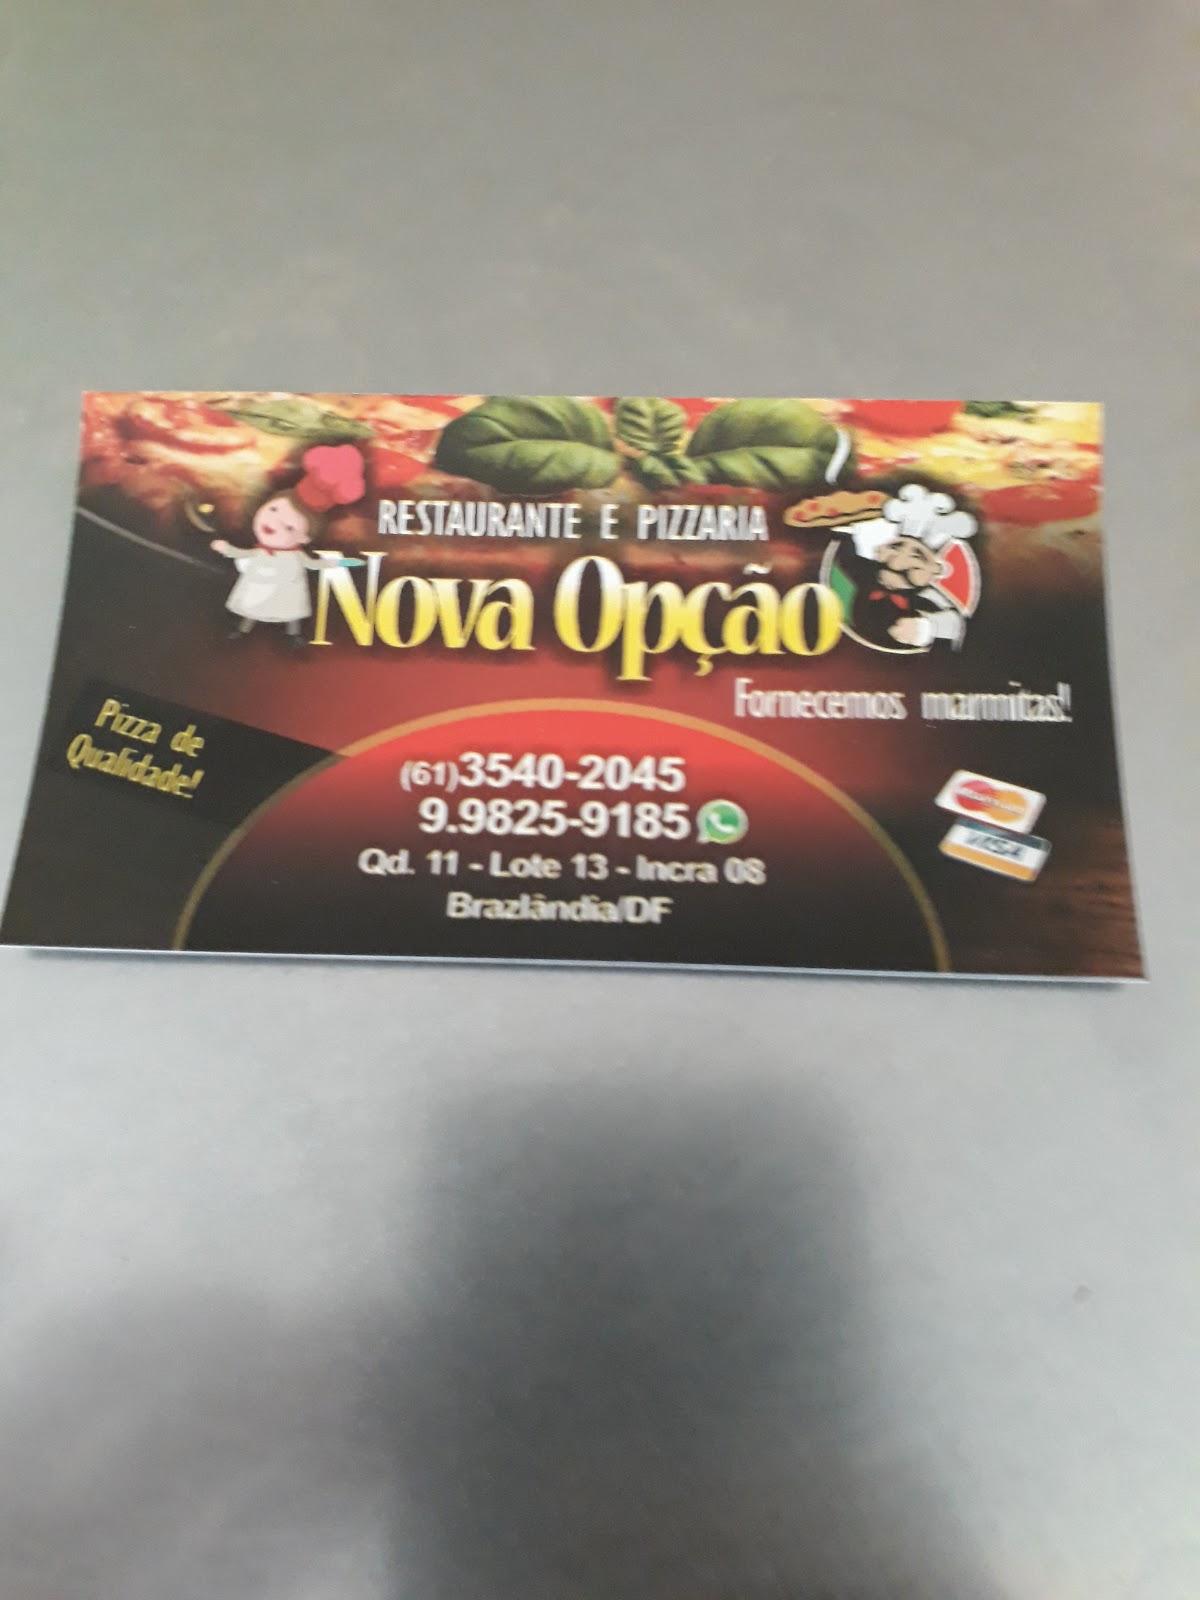 RESTAURANTE E PIZZARIA
Nova Opção
Fornecemos marmitas!
Pizza de
Qualidade!
(61)3540-2045
9.9825-9185
Qd. 11 - Lote 13 - Incra 08
Brazlândia/DF
VISA